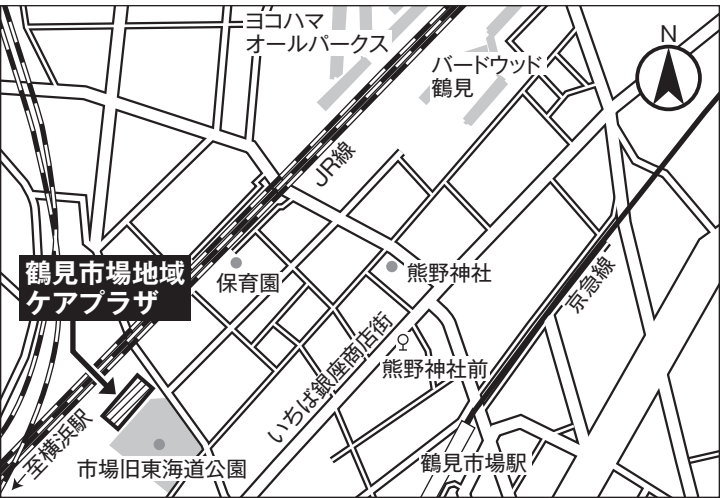 ヨコハマ
オールパークス
バードウッド
鶴見
N
JR線
鶴見市場地域
ケアプラザ
保育園
熊野神社
京急線
いちば銀座商店街
熊野神社前
至横浜駅
市場旧東海道公園
鶴見市場駅